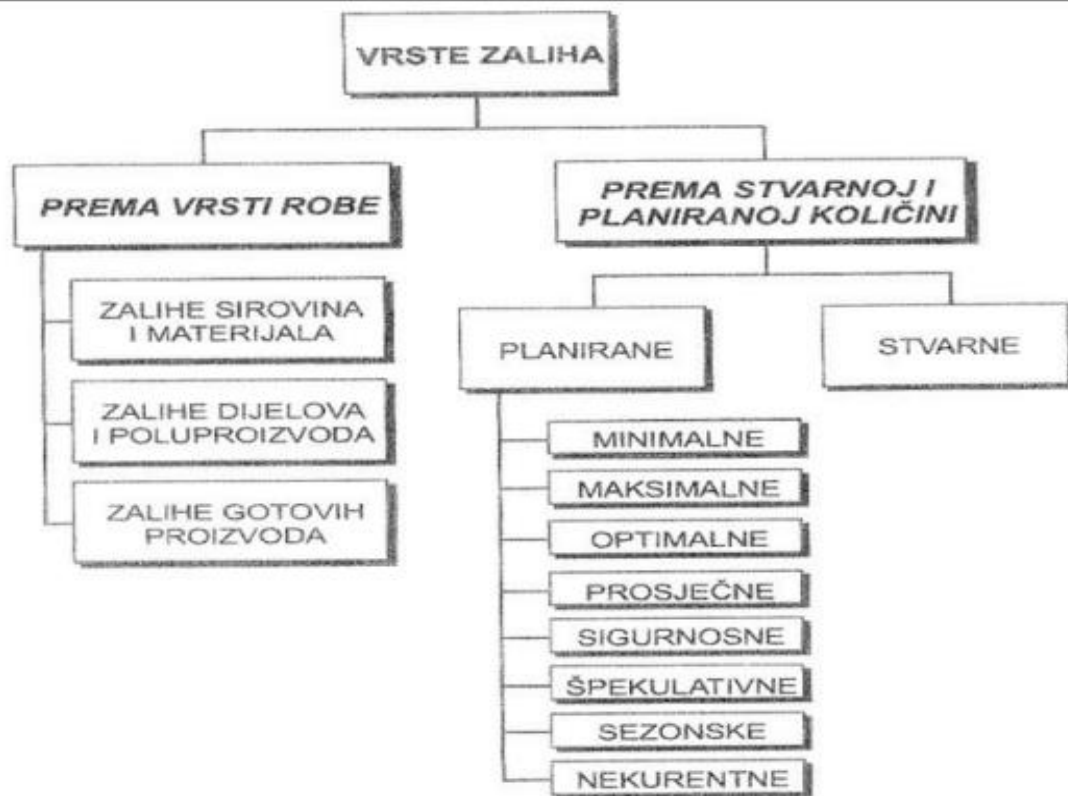 VRSTE ZALIHA
PREMA VRSTI ROBE
ZALIHE SIROVINA
I MATERIJALA
ZALIHE DIJELOVA
I POLUPROIZVODA
ZALIHE GOTOVIH
PROIZVODA
PREMA STVARNOJ I
PLANIRANOJ KOLIČINI
PLANIRANE
STVARNE
MINIMALNE
MAKSIMALNE
OPTIMALNE
PROSJEČNE
SIGURNOSNE
ŠPEKULATIVNE
SEZONSKE
NEKURENTNE